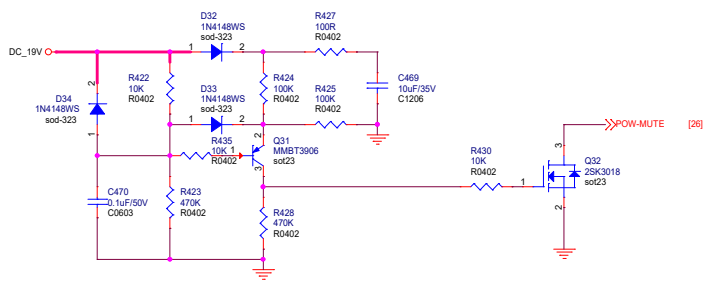 D32
1N4148WS
sod-323
R427
100R
R0402
1
2
DC_19V
D34
1N4148WS
sod-323
2
1
R422
10K
R0402
D33
1N4148WS
sod-323
1
2
R424
100K
R0402
R425
100K
R0402
C469
10uF/35V
C1206
R435
10K
R0402
1
2
3
Q31
MMBT3906
sot23
POW-MUTE [26]
R430
10K
R0402
1
3
2
Q32
2SK3018
sot23
C470
0.1uF/50V
C0603
R423
470K
R0402
R428
470K
R0402